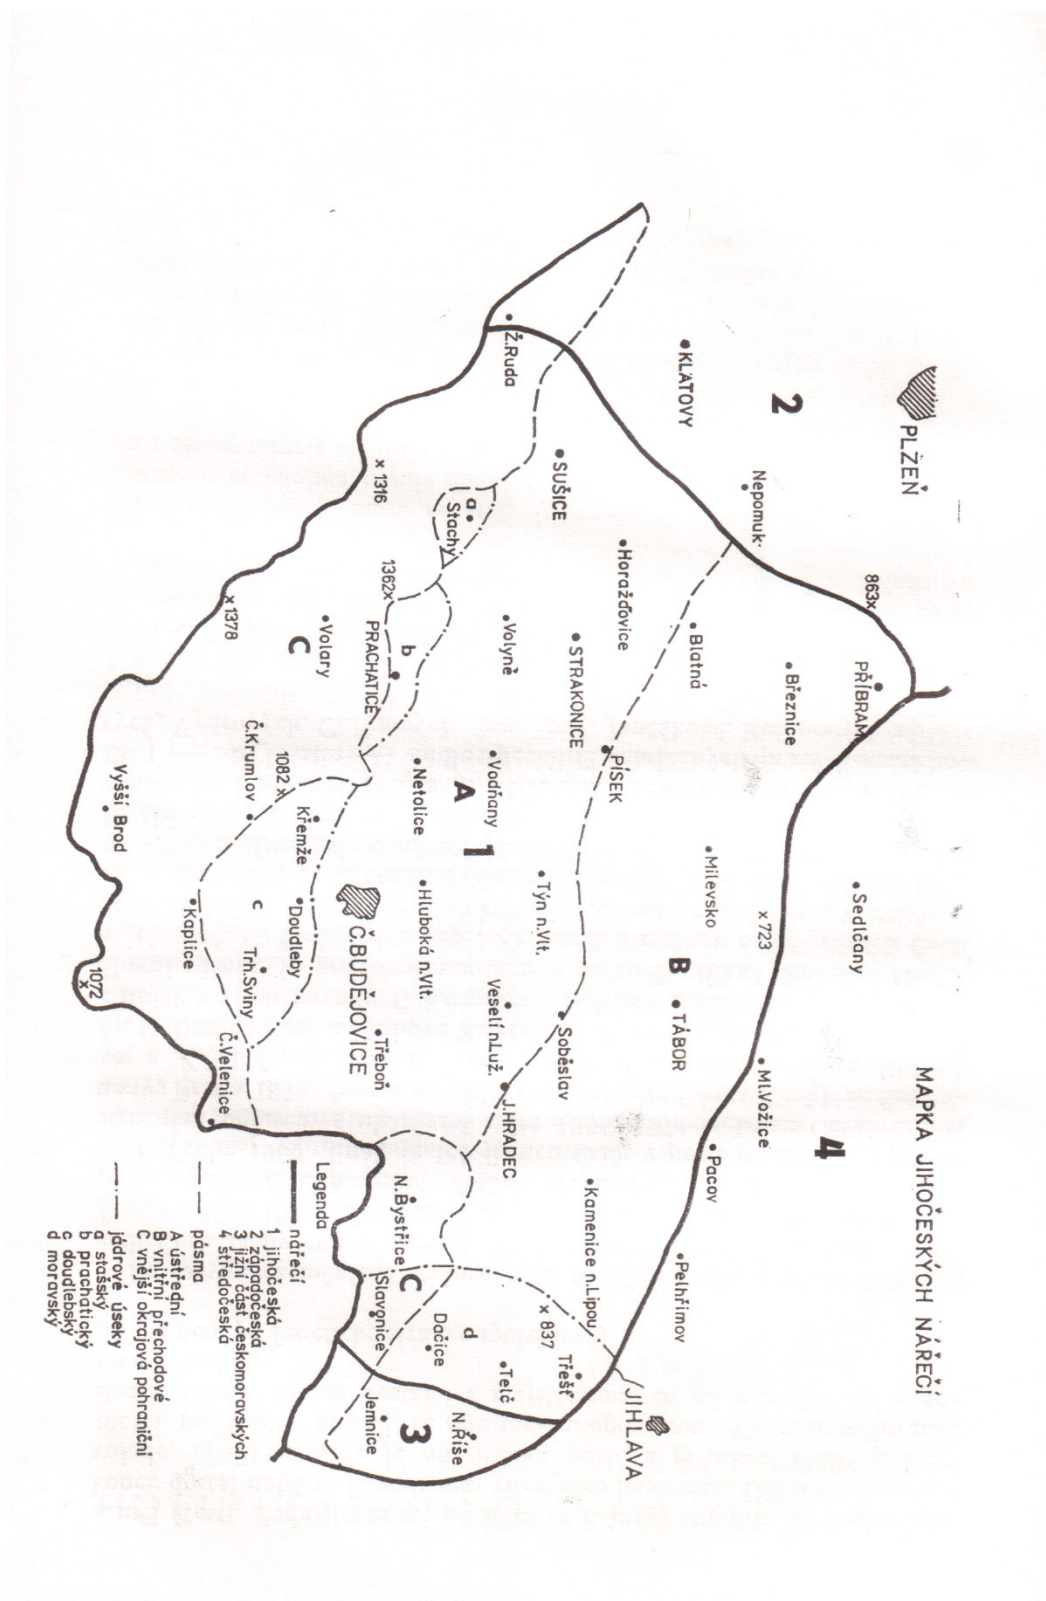 MAPKA JIHOČESKÝCH NÁŘEČÍ
PLZEŇ
2
KLATOVY
Nepomuk
863x
PŘÍBRAM
Březnice
Blatná
Sedlčany
x 723
Milevsko
B
TÁBOR
Ml.Vožice
4
Pacov
Pelhřimov
JIHLAVA
Ž.Ruda
SUŠICE
Horažďovice
STRAKONICE
PÍSEK
Volyně
Vodňany
Týn n.Vlt.
Soběslav
Veselí n.Luž.
J.HRADEC
Kamenice n.Lipou
x 837
Třešť
Telč
d
Dačice
Slavonice
C
N.Bystřice
N.Říše
3
Jemnice
a
Stachy
x 1316
1362x
b
PRACHATICE
Netolice
A
1
Hluboká n.Vlt.
Č.BUDĚJOVICE
Třeboň
x1378
Volary
C
Č.Krumlov
1082 x
Křemže
c
Doudleby
Trh.Sviny
Kaplice
Č.Velenice
Vyšší Brod
1072
x
Legenda
nářečí
1 jihočeská
2 západočeská
3 jižní část českomoravských
4 středočeská
pásma
A ústřední
B vnitřní přechodové
C vnější okrajová pohraniční
jádrové úseky
a stašský
b prachatický
c doudlebský
d moravský